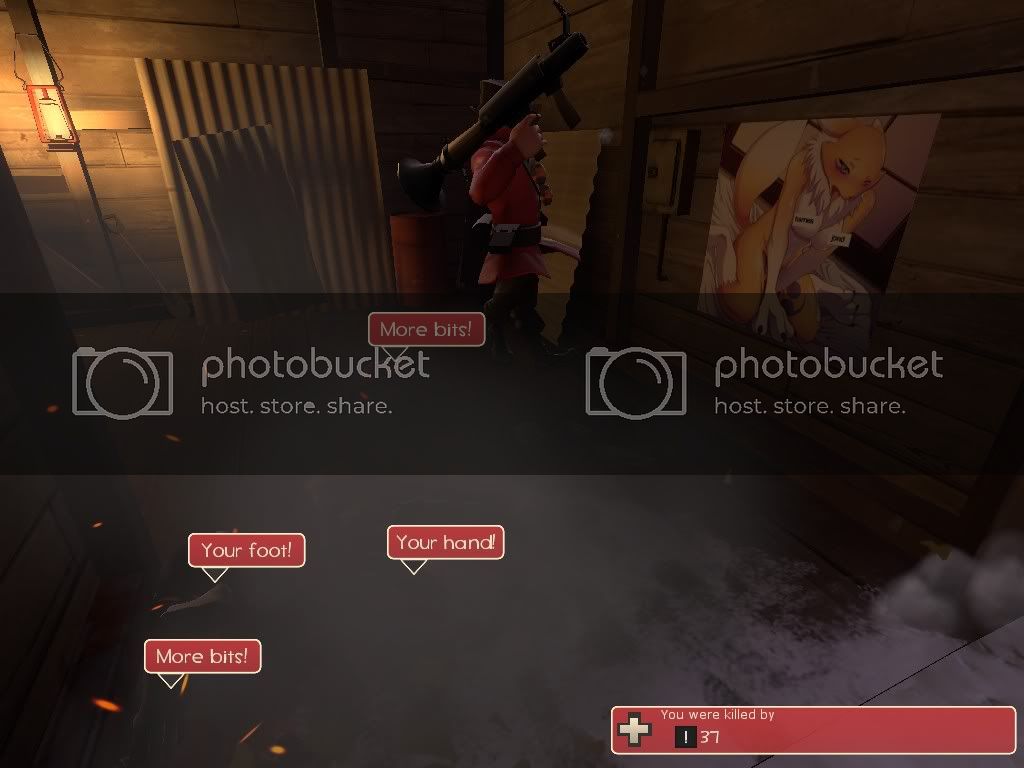 More bits!
photobucket
host. store. share.
photobucket
host. store. share.
Your foot!
Your hand!
More bits!
You were killed by
1 37